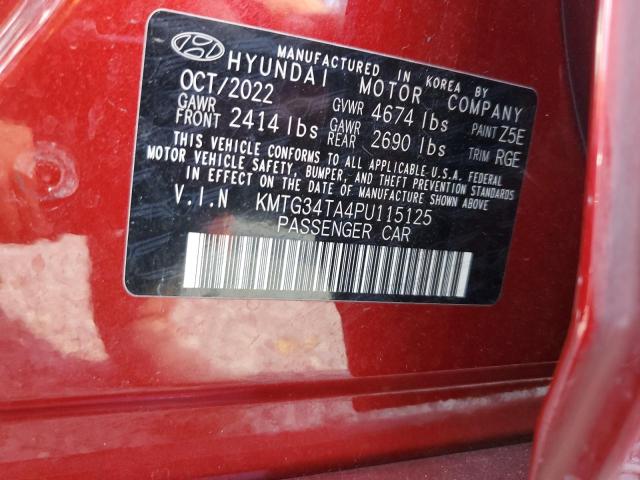 MANUFACTURED IN KOREA BY
HYUNDAI MOTOR COMPANY
OCT/2022 GVWR 4674 lbs PAINT Z5E
GAWR FRONT 2414 lbs GAWR REAR 2690 lbs TRIM RGE
THIS VEHICLE CONFORMS TO ALL APPLICABLE U.S.A. FEDERAL
MOTOR VEHICLE SAFETY, BUMPER, AND THEFT PREVENTION STANDARDS
IN EFFECT ON THE DATE OF MANUFACTURE SHOWN ABOVE.
V.I.N KMTG34TA4PU115125
PASSENGER CAR